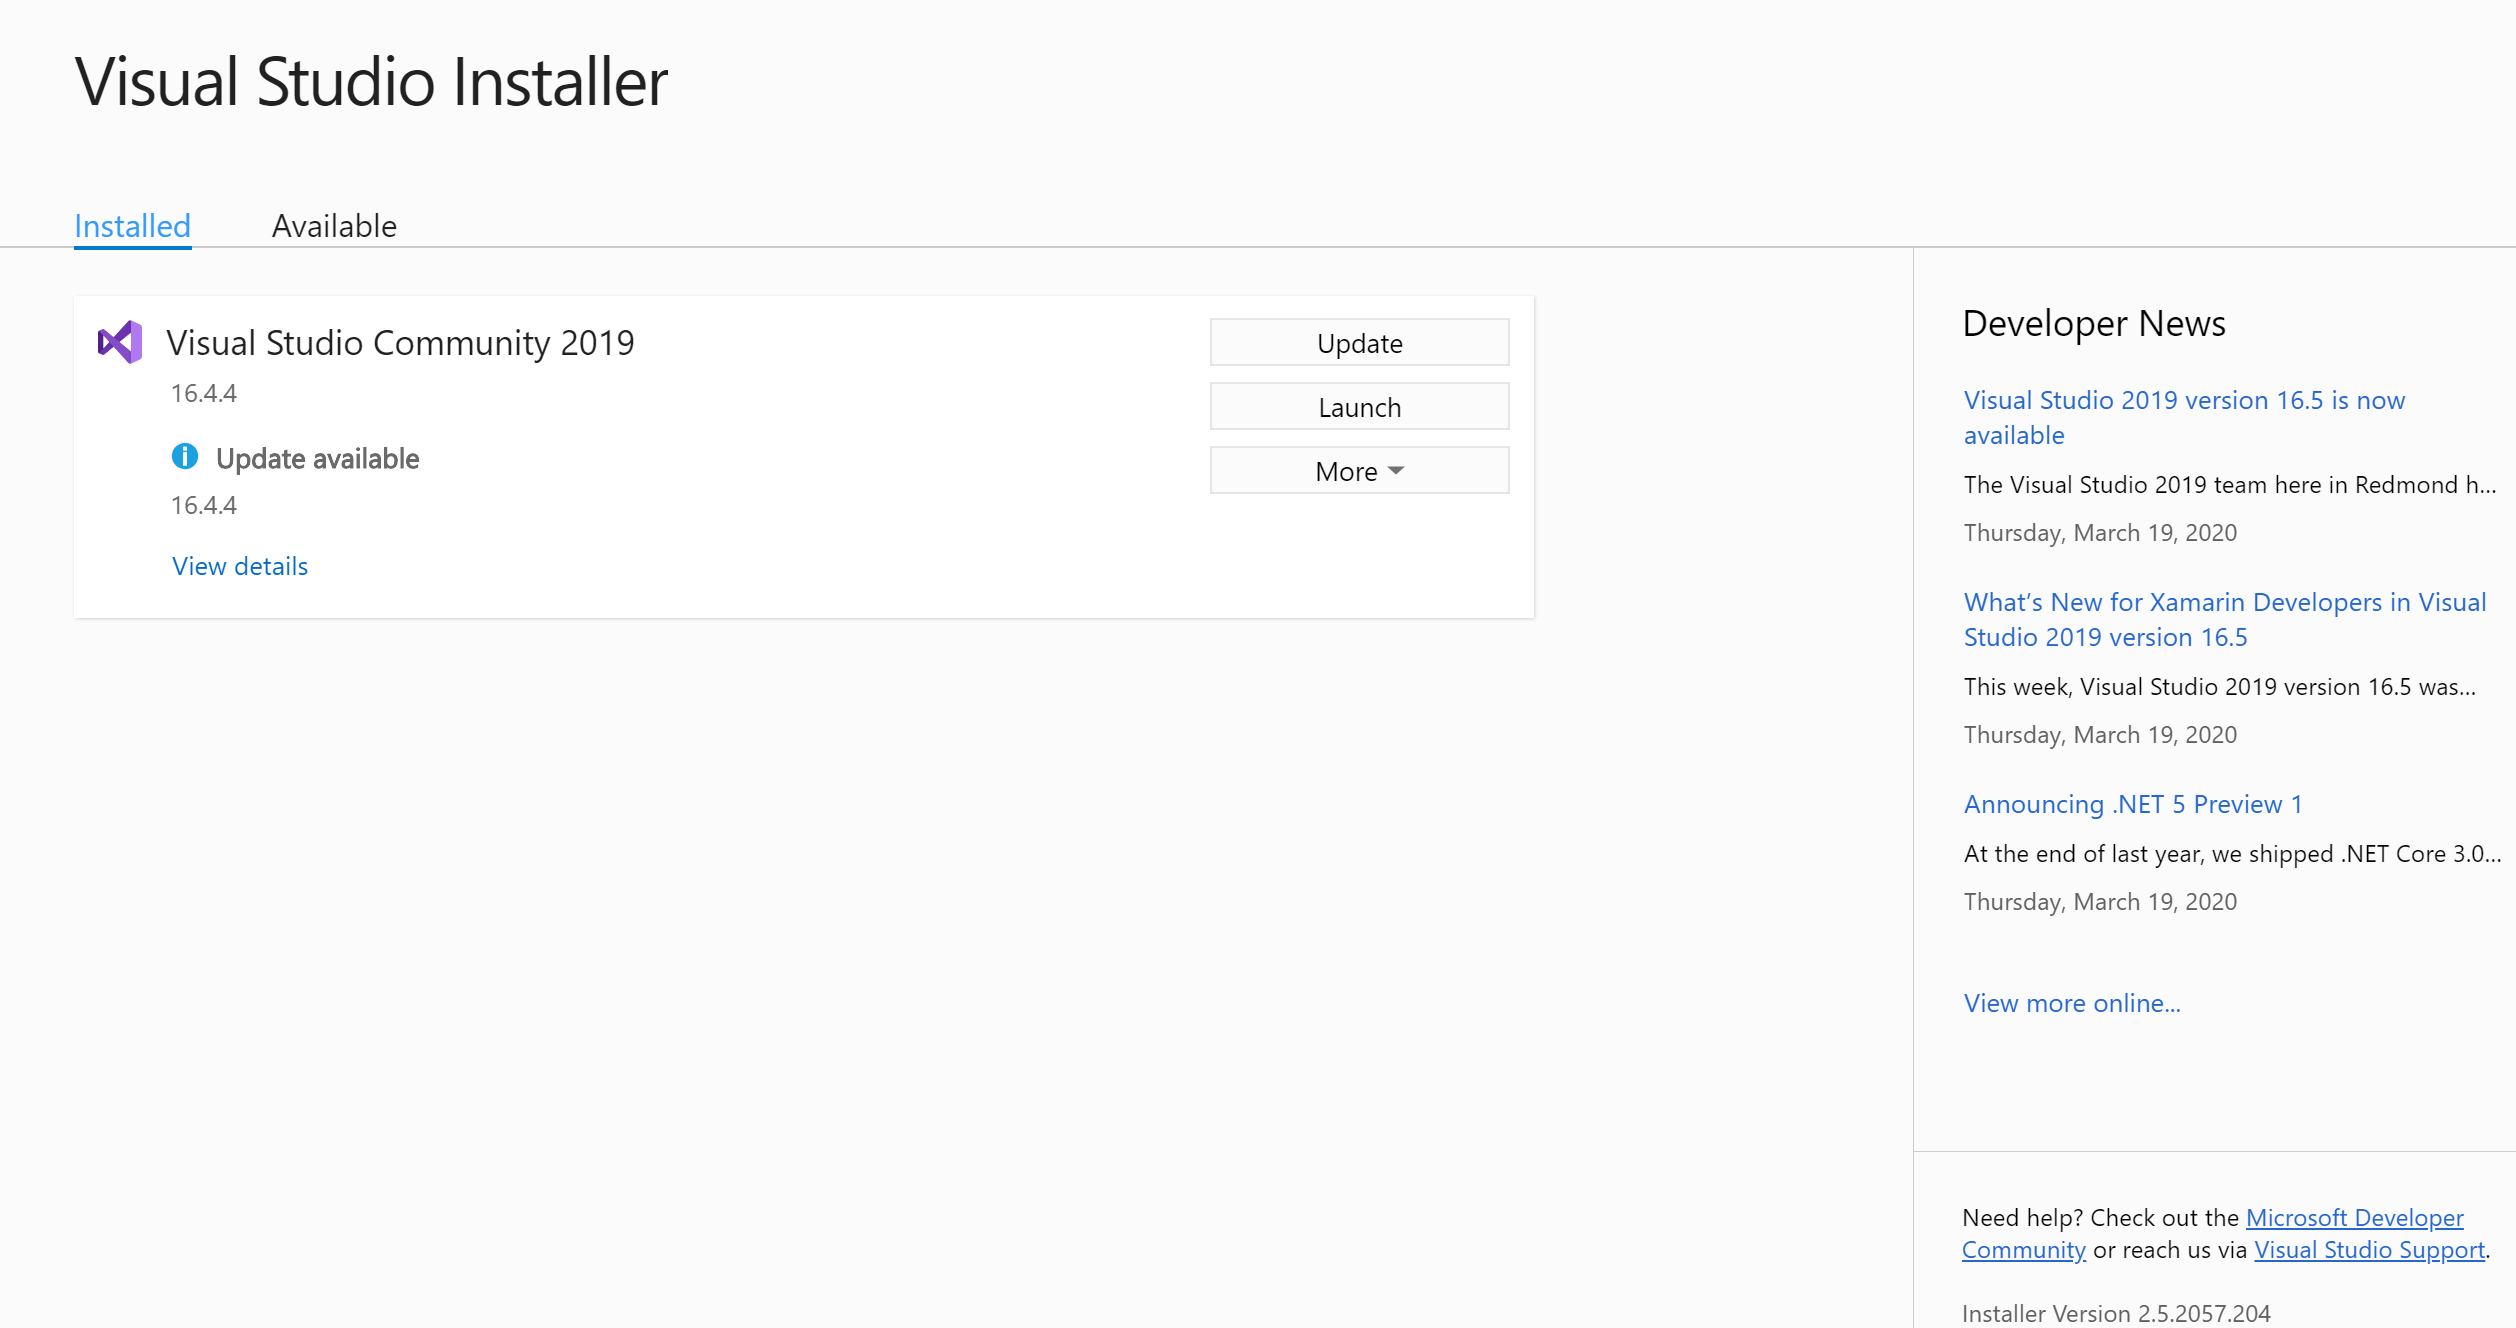 Visual Studio Installer
Installed
Available
Visual Studio Community 2019
16.4.4
Update available
16.4.4
View details
Update
Launch
More
Developer News
Visual Studio 2019 version 16.5 is now
available
The Visual Studio 2019 team here in Redmond h...
Thursday, March 19, 2020
What’s New for Xamarin Developers in Visual
Studio 2019 version 16.5
This week, Visual Studio 2019 version 16.5 was...
Thursday, March 19, 2020
Announcing .NET 5 Preview 1
At the end of last year, we shipped .NET Core 3.0...
Thursday, March 19, 2020
View more online...
Need help? Check out the Microsoft Developer
Community or reach us via Visual Studio Support.
Installer Version 2.5.2057.204